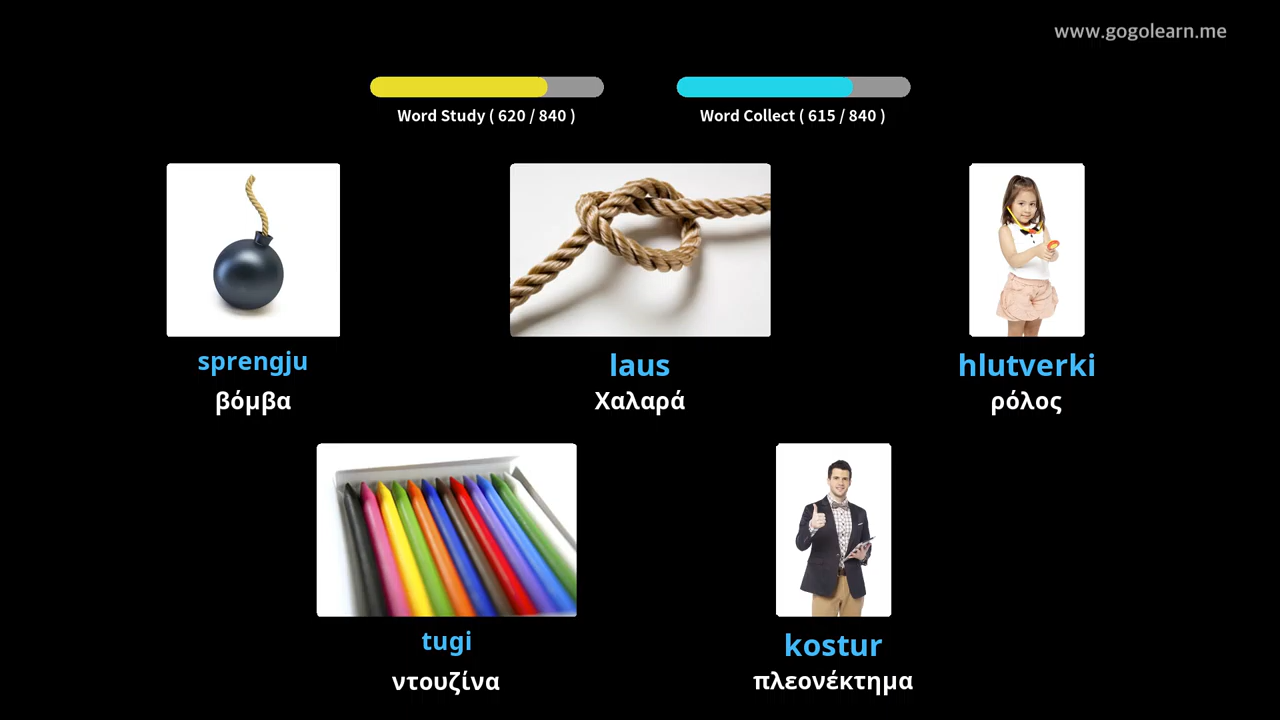 www.gogolearn.me
Word Study ( 620 / 840 )
Word Collect ( 615 / 840 )
sprengju
βόμβα
laus
Χαλαρά
hlutverki
ρόλος
tugi
ντουζίνα
kostur
πλεονέκτημα